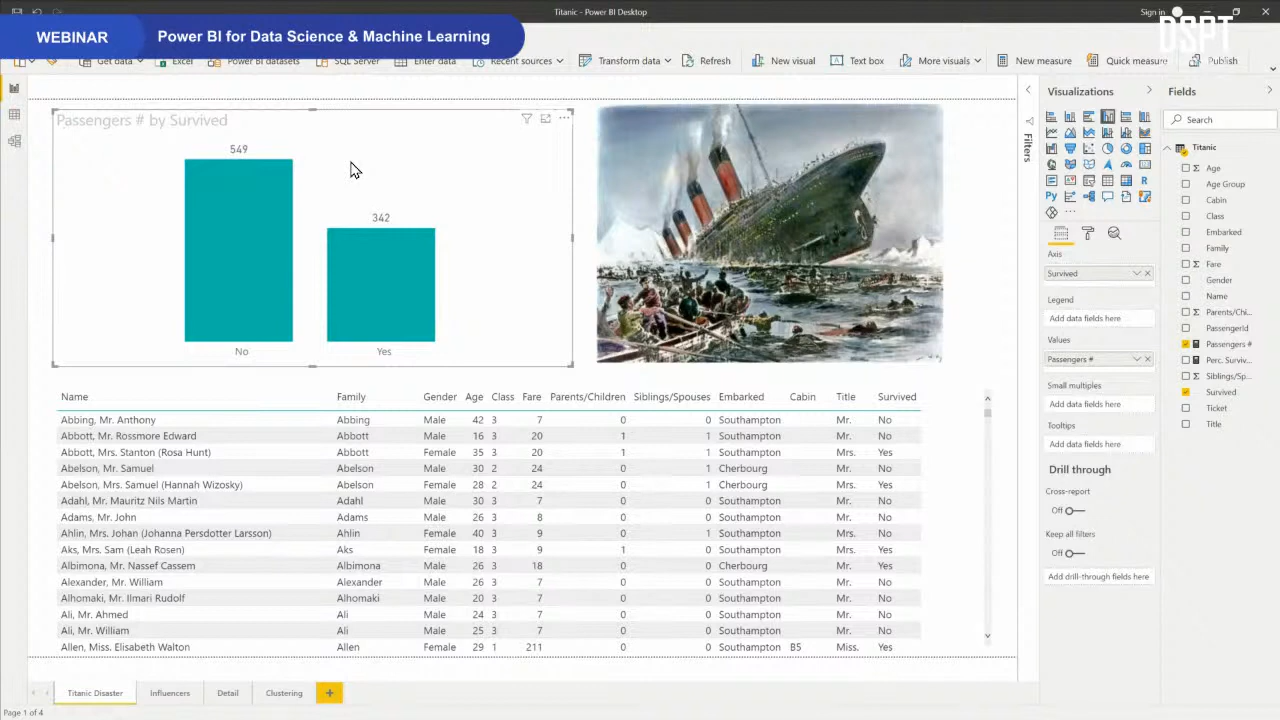 Titanic - Power BI Desktop
Sign in
DSPT
WEBINAR
Power BI for Data Science & Machine Learning
Get data
Excel
Power BI datasets
SQL Server
Enter data
Recent sources
Transform data
Refresh
New visual
Text box
More visuals
New measure
Quick measure
Publish
Passengers # by Survived
549
342
No
Yes
Filters
Visualizations
R
Py
Axis
Survived
Legend
Add data fields here
Values
Passengers #
Small multiples
Add data fields here
Tooltips
Add data fields here
Drill through
Cross-report
Off
Keep all filters
Off
Add drill-through fields here
Fields
Search
Titanic
Age
Age Group
Cabin
Class
Embarked
Family
Fare
Gender
Name
Parents/Chi...
PassengerId
Passengers #
Perc. Surviv...
Siblings/Sp...
Survived
Ticket
Title
Name Family Gender Age Class Fare Parents/Children Siblings/Spouses Embarked Cabin Title Survived
Abbing, Mr. Anthony Abbing Male 42 3 7 0 0 Southampton Mr. No
Abbott, Mr. Rossmore Edward Abbott Male 16 3 20 1 1 Southampton Mr. No
Abbott, Mrs. Stanton (Rosa Hunt) Abbott Female 35 3 20 1 1 Southampton Mrs. Yes
Abelson, Mr. Samuel Abelson Male 30 2 24 0 1 Cherbourg Mr. No
Abelson, Mrs. Samuel (Hannah Wizosky) Abelson Female 28 2 24 0 1 Cherbourg Mrs. Yes
Adahl, Mr. Mauritz Nils Martin Adahl Male 30 3 7 0 0 Southampton Mr. No
Adams, Mr. John Adams Male 26 3 8 0 0 Southampton Mr. No
Ahlin, Mrs. Johan (Johanna Persdotter Larsson) Ahlin Female 40 3 9 0 1 Southampton Mrs. No
Aks, Mrs. Sam (Leah Rosen) Aks Female 18 3 9 1 0 Southampton Mrs. Yes
Albimona, Mr. Nassef Cassem Albimona Male 26 3 18 0 0 Cherbourg Mr. Yes
Alexander, Mr. William Alexander Male 26 3 7 0 0 Southampton Mr. No
Alhomaki, Mr. Ilmari Rudolf Alhomaki Male 20 3 7 0 0 Southampton Mr. No
Ali, Mr. Ahmed Ali Male 24 3 7 0 0 Southampton Mr. No
Ali, Mr. William Ali Male 25 3 7 0 0 Southampton Mr. No
Allen, Miss. Elisabeth Walton Allen Female 29 1 211 0 0 Southampton B5 Miss. Yes
Titanic Disaster
Influencers
Detail
Clustering
+
Page 1 of 4